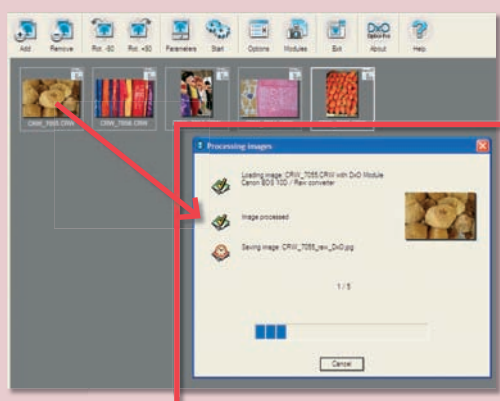 Add Remove Rot. -90 Rot. +90 Parameters Start Options Modules Exit About Help
DxO
CRW_7055.CRW
Processing images
Loading image: CRW_7055.CRW with DxO Module
Canon EOS 10D / Raw converter
Image processed
Saving image: CRW_7055_raw_DxO.jpg
1 / 5
Cancel